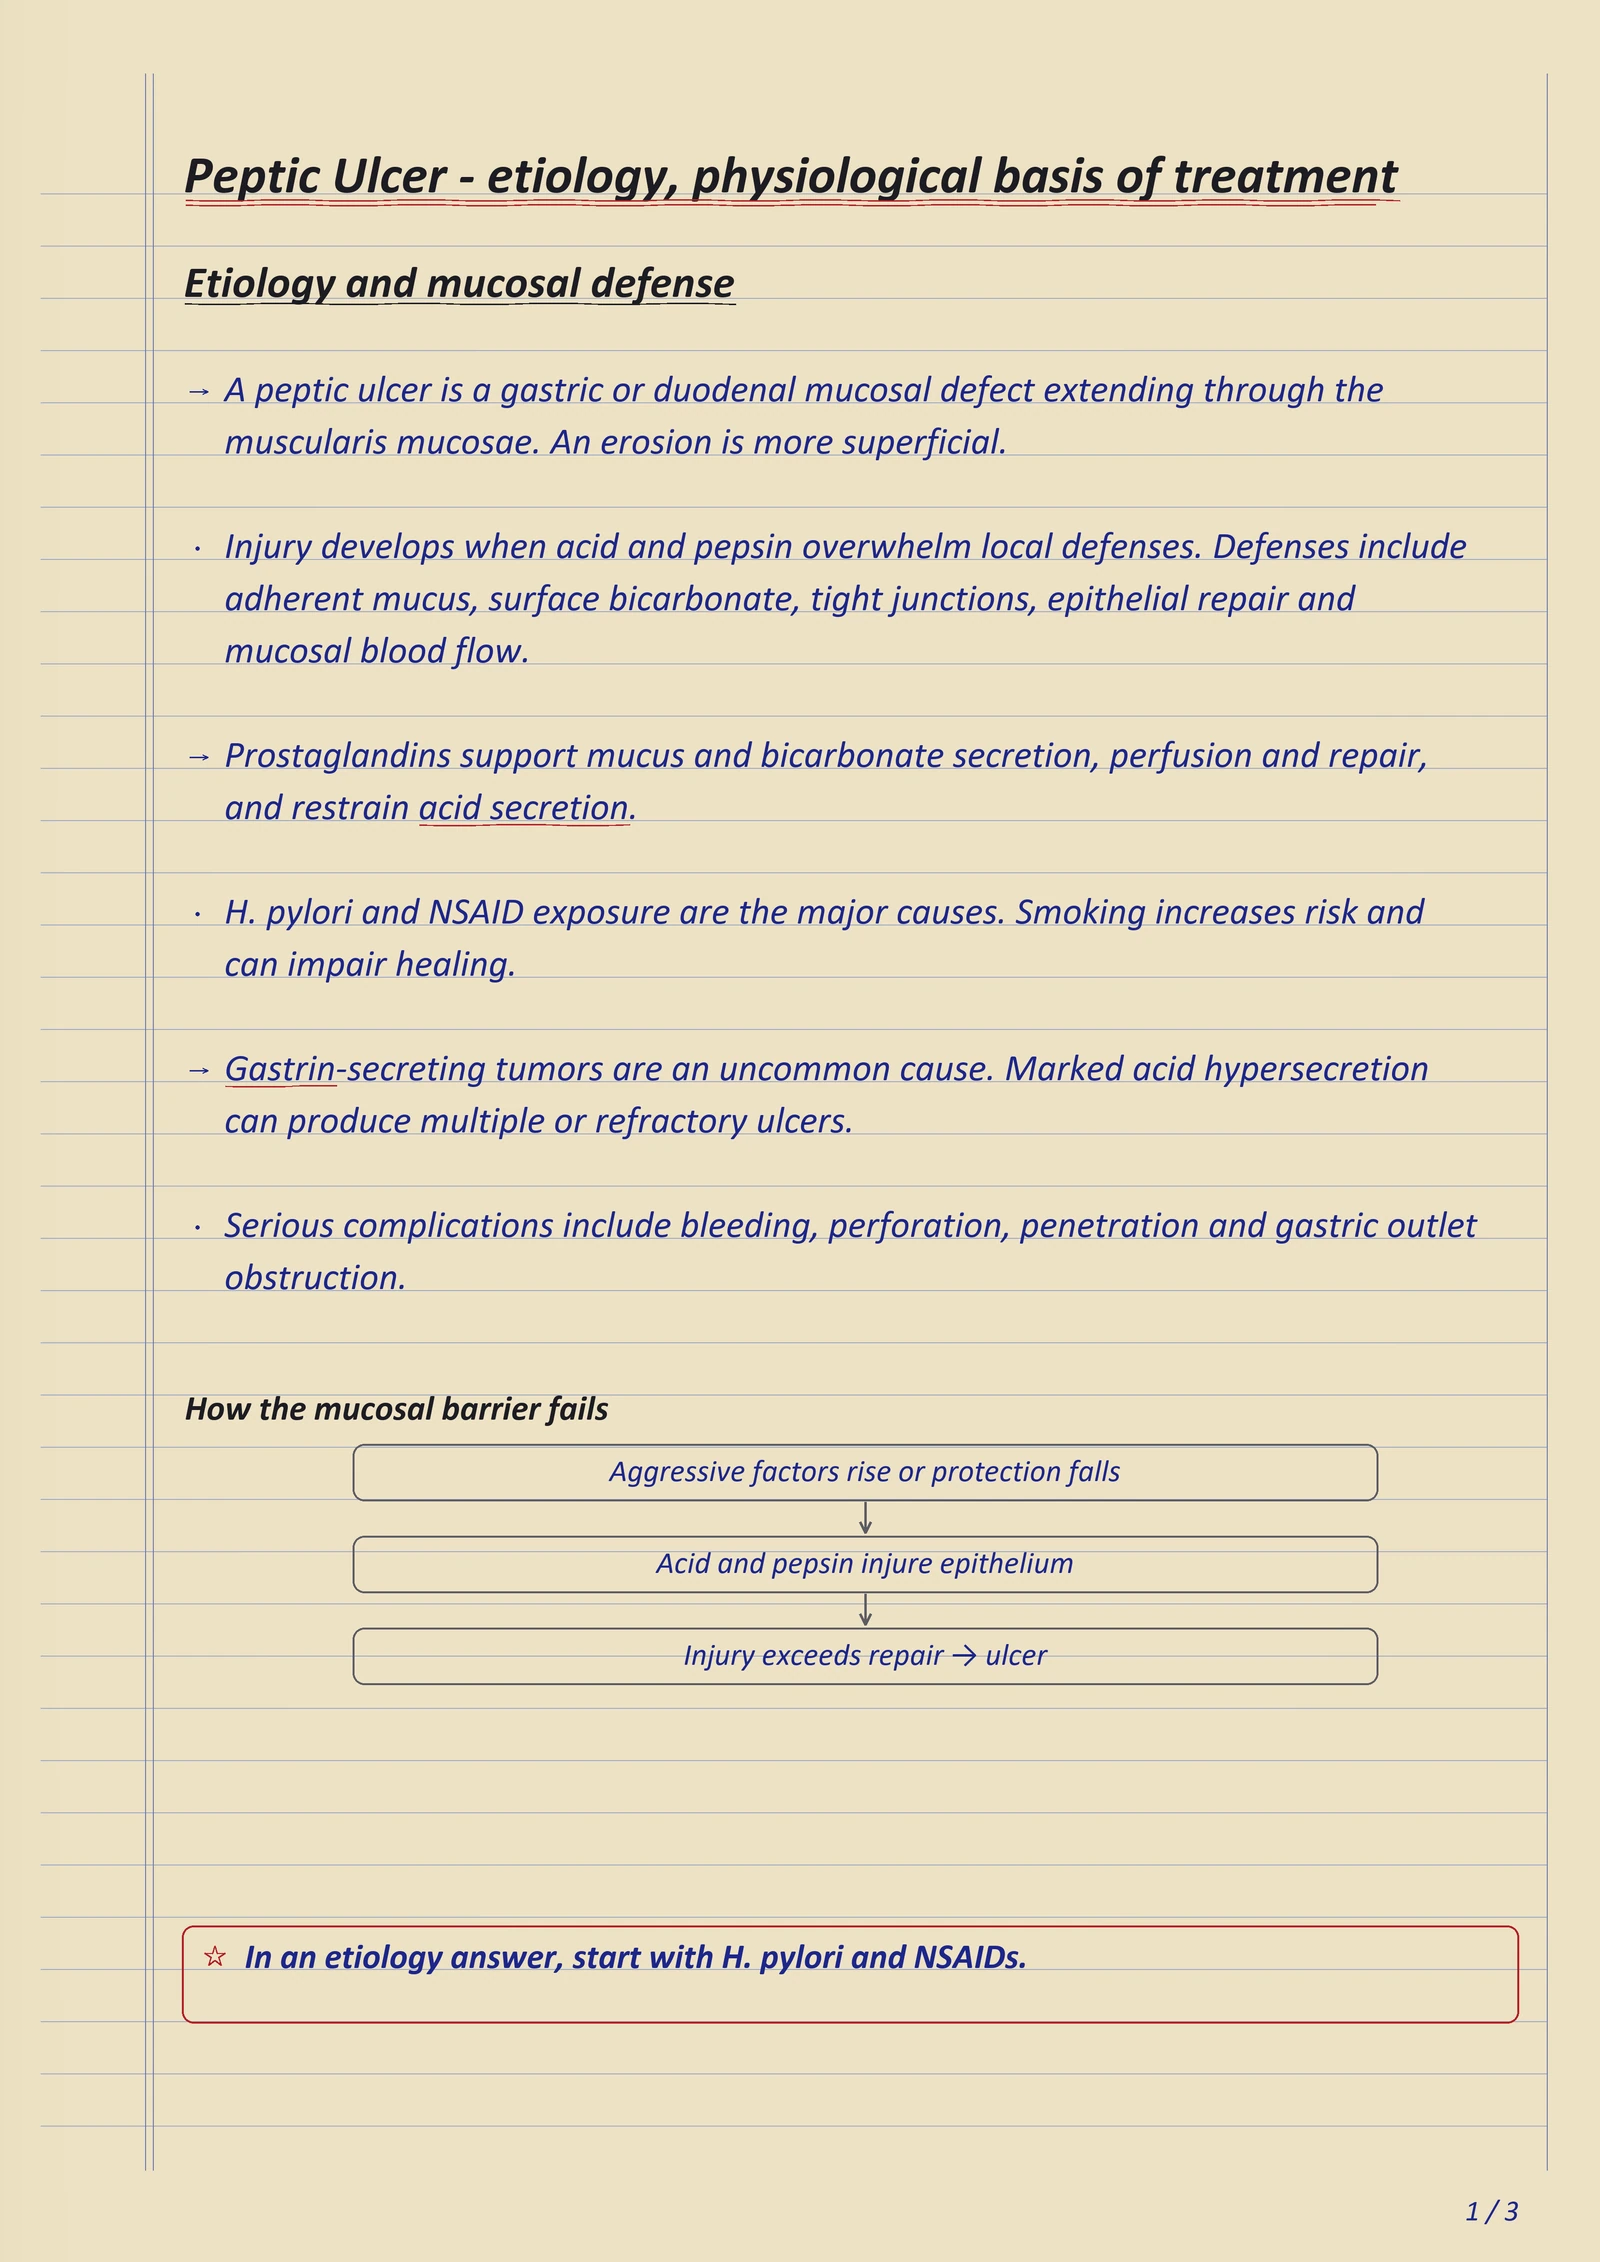 Peptic Ulcer - etiology, physiological basis of treatment
Etiology and mucosal defense
→ A peptic ulcer is a gastric or duodenal mucosal defect extending through the
muscularis mucosae. An erosion is more superficial.
· Injury develops when acid and pepsin overwhelm local defenses. Defenses include
adherent mucus, surface bicarbonate, tight junctions, epithelial repair and
mucosal blood flow.
→ Prostaglandins support mucus and bicarbonate secretion, perfusion and repair,
and restrain acid secretion.
· H. pylori and NSAID exposure are the major causes. Smoking increases risk and
can impair healing.
→ Gastrin-secreting tumors are an uncommon cause. Marked acid hypersecretion
can produce multiple or refractory ulcers.
· Serious complications include bleeding, perforation, penetration and gastric outlet
obstruction.
How the mucosal barrier fails
Aggressive factors rise or protection falls
Acid and pepsin injure epithelium
Injury exceeds repair → ulcer
☆ In an etiology answer, start with H. pylori and NSAIDs.
1 / 3